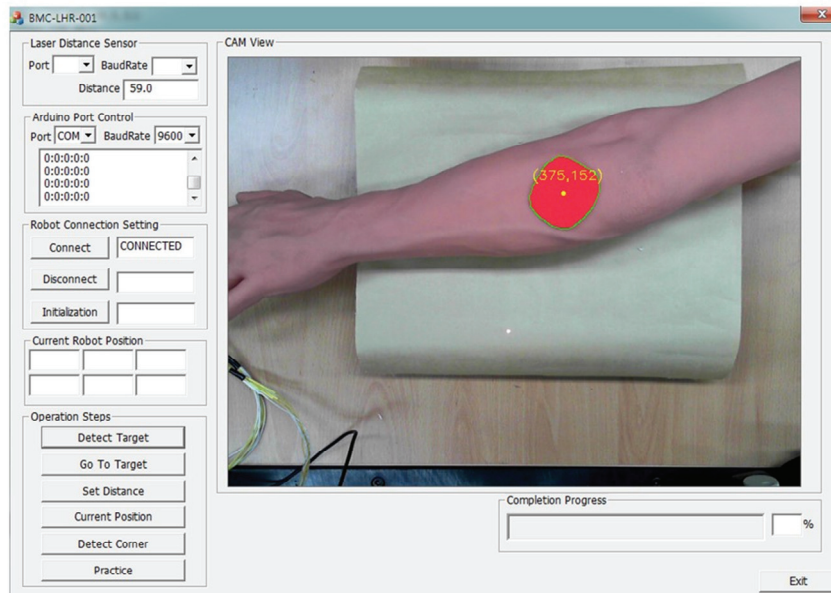 BMC-LHR-001
Laser Distance Sensor
Port BaudRate
Distance 59.0
Arduino Port Control
Port COM BaudRate 9600
0:0:0:0:0
0:0:0:0:0
0:0:0:0:0
0:0:0:0:0
Robot Connection Setting
Connect CONNECTED
Disconnect
Initialization
Current Robot Position
Operation Steps
Detect Target
Go To Target
Set Distance
Current Position
Detect Corner
Practice
CAM View
(375,152)
Completion Progress
%
Exit